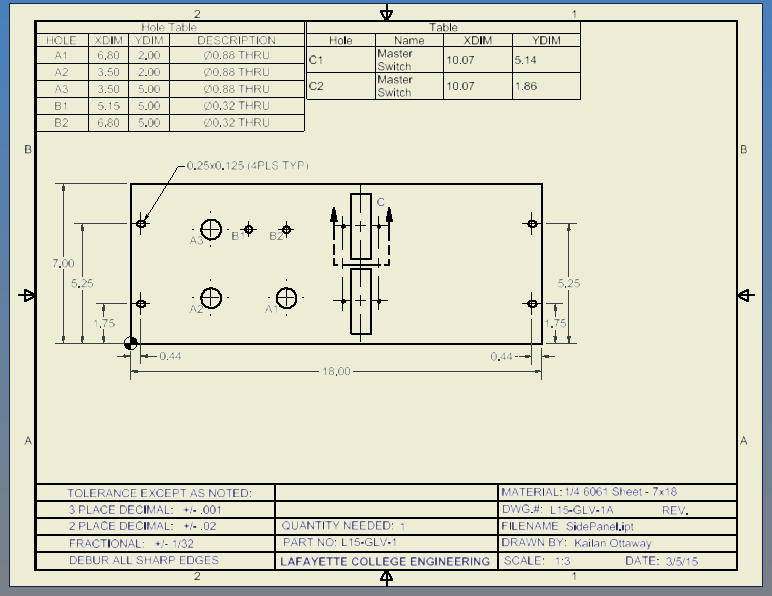 2 1
Hole Table
HOLE XDIM YDIM DESCRIPTION
A1 6.80 2.00 Ø0.88 THRU
A2 3.50 2.00 Ø0.88 THRU
A3 3.50 5.00 Ø0.88 THRU
B1 5.15 5.00 Ø0.32 THRU
B2 6.80 5.00 Ø0.32 THRU
Table
Hole Name XDIM YDIM
C1 Master Switch 10.07 5.14
C2 Master Switch 10.07 1.86
B B
0.25x0.125 (4PLS TYP)
C
A3 B1 B2
7.00
5.25 5.25
A2 A1
1.75 1.75
0.44 0.44
18.00
A A
TOLERANCE EXCEPT AS NOTED:
3 PLACE DECIMAL: +/- .001
2 PLACE DECIMAL: +/- .02
FRACTIONAL: +/- 1/32
DEBUR ALL SHARP EDGES
QUANTITY NEEDED: 1
PART NO: L15-GLV-1
LAFAYETTE COLLEGE ENGINEERING
MATERIAL: 1/4 6061 Sheet - 7x18
DWG.#: L15-GLV-1A REV.
FILENAME SidePanel.ipt
DRAWN BY: Kailan Ottaway
SCALE: 1:3 DATE: 3/5/15
2 1